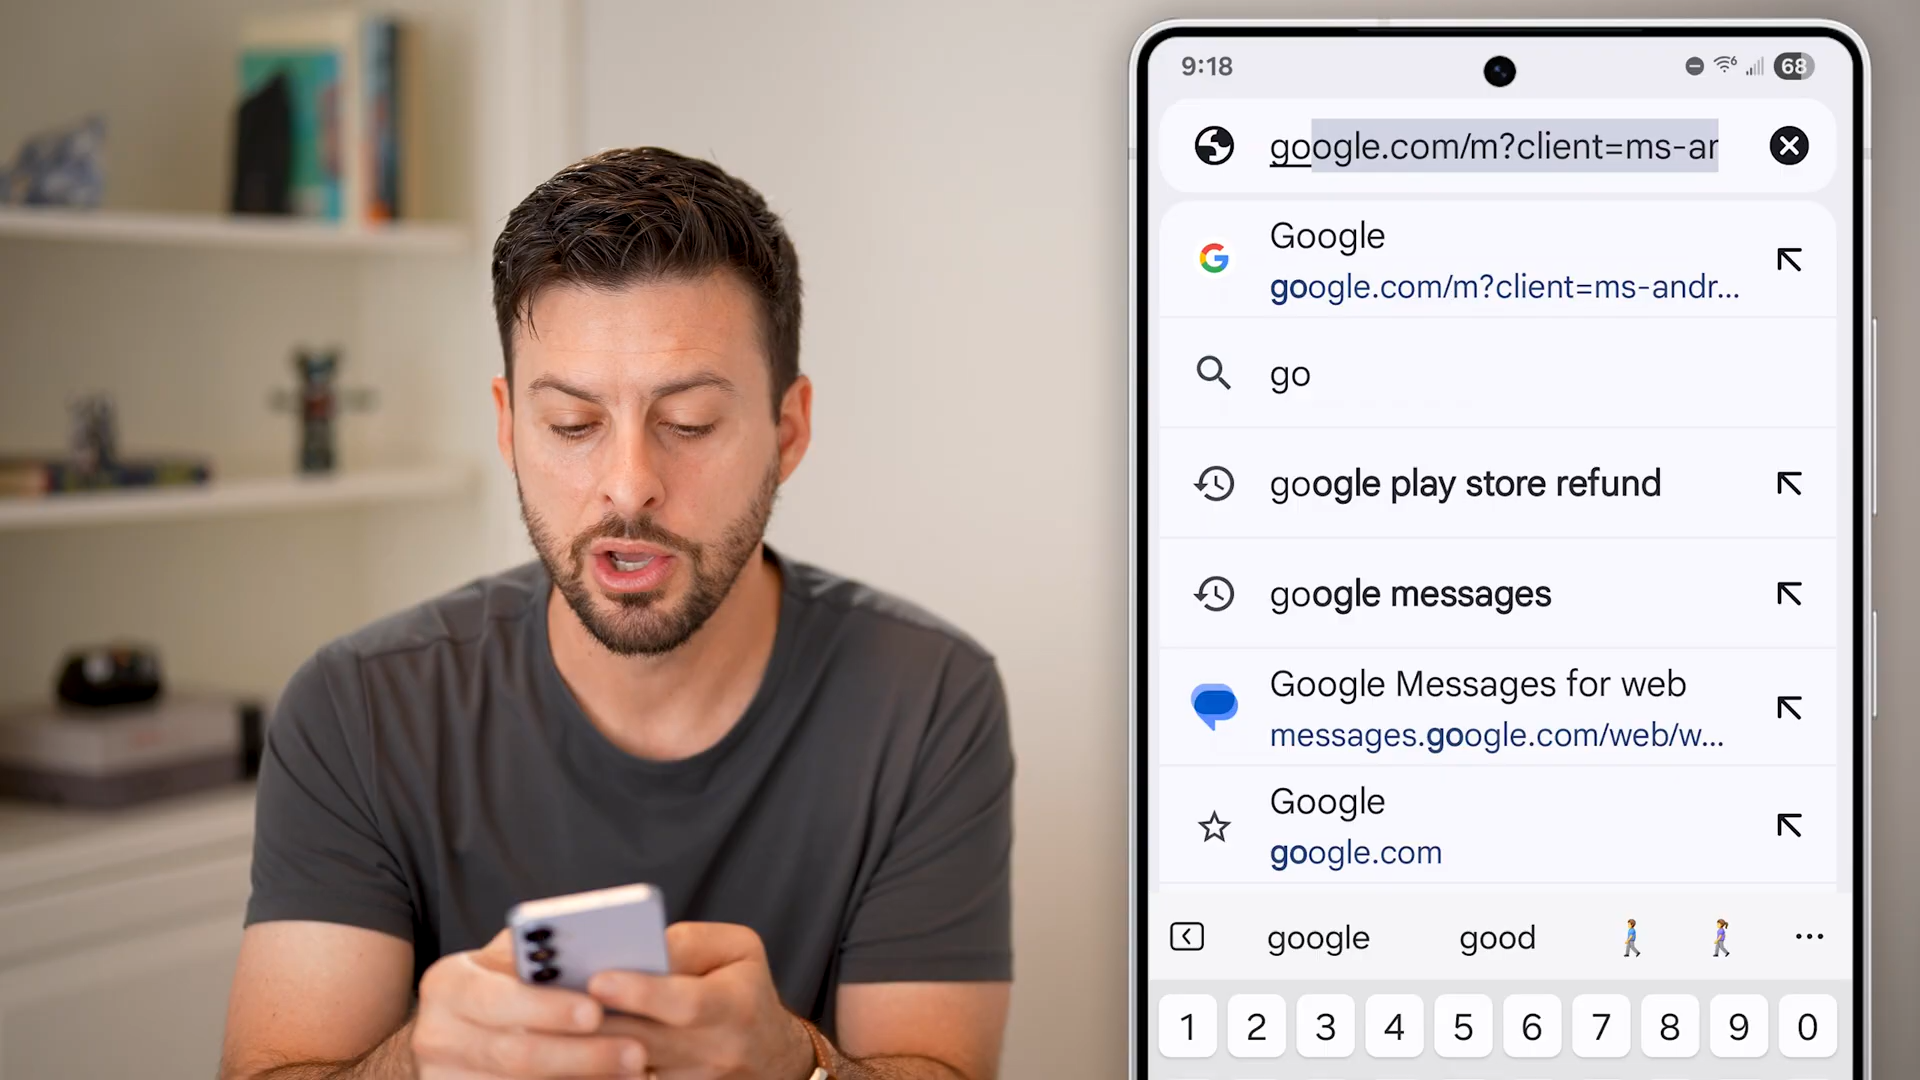 9:18
6
68
google.com/m?client=ms-ar
Google
google.com/m?client=ms-andr...
go
google play store refund
google messages
Google Messages for web
messages.google.com/web/w...
Google
google.com
google good
1 2 3 4 5 6 7 8 9 0